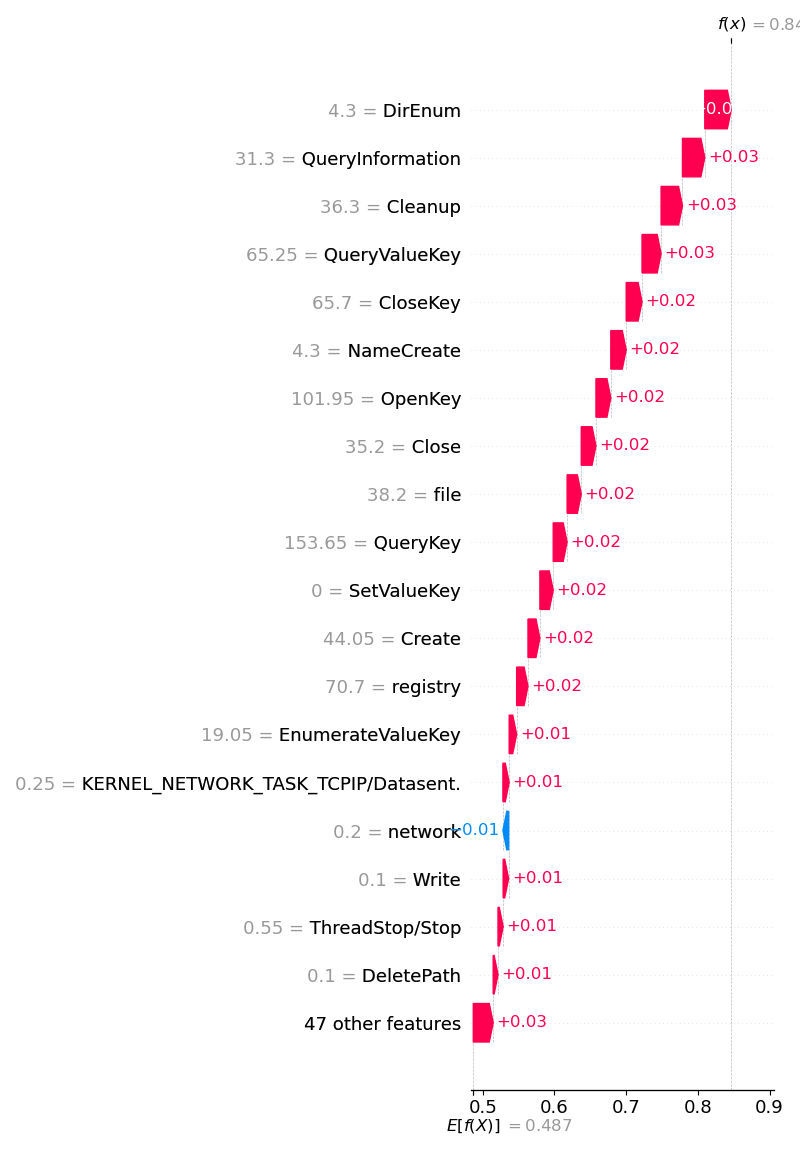 f(x) = 0.84
4.3 = DirEnum
0.0
31.3 = QueryInformation +0.03
36.3 = Cleanup +0.03
65.25 = QueryValueKey +0.03
65.7 = CloseKey +0.02
4.3 = NameCreate +0.02
101.95 = OpenKey +0.02
35.2 = Close +0.02
38.2 = file +0.02
153.65 = QueryKey +0.02
0 = SetValueKey +0.02
44.05 = Create +0.02
70.7 = registry +0.02
19.05 = EnumerateValueKey +0.01
0.25 = KERNEL_NETWORK_TASK_TCPIP/Datasent. +0.01
0.2 = network −0.01
0.1 = Write +0.01
0.55 = ThreadStop/Stop +0.01
0.1 = DeletePath +0.01
47 other features +0.03
0.5 0.6 0.7 0.8 0.9
E[f(X)] = 0.487